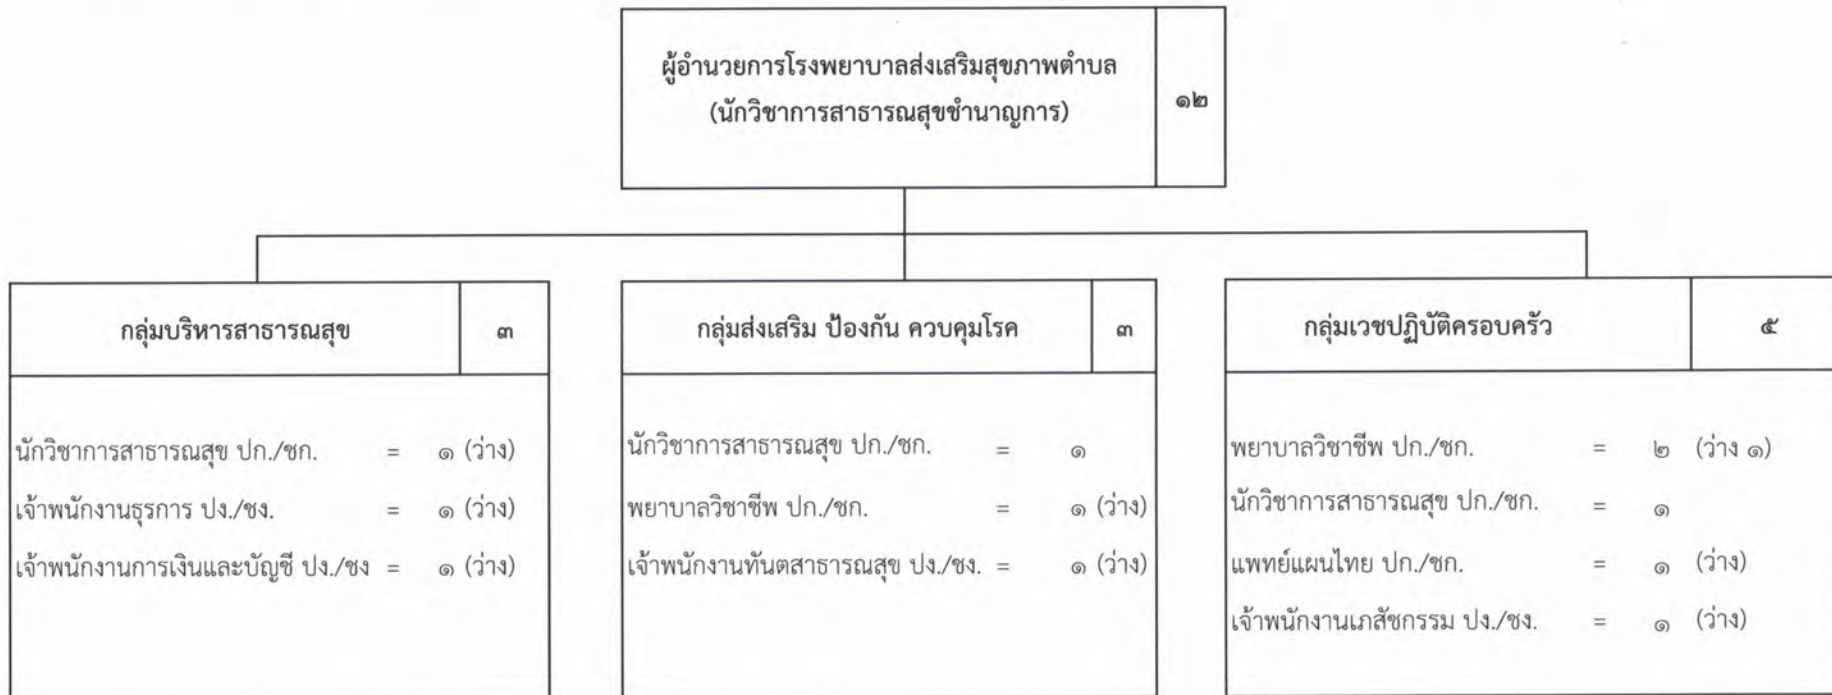 ผู้อำนวยการโรงพยาบาลส่งเสริมสุขภาพตำบล
(นักวิชาการสาธารณสุขชำนาญการ)
๑๒
กลุ่มบริหารสาธารณสุข ๓
นักวิชาการสาธารณสุข ปก./ชก. = ๑ (ว่าง)
เจ้าพนักงานธุรการ ปง./ชง. = ๑ (ว่าง)
เจ้าพนักงานการเงินและบัญชี ปง./ชง = ๑ (ว่าง)
กลุ่มส่งเสริม ป้องกัน ควบคุมโรค ๓
นักวิชาการสาธารณสุข ปก./ชก. = ๑
พยาบาลวิชาชีพ ปก./ชก. = ๑ (ว่าง)
เจ้าพนักงานทันตสาธารณสุข ปง./ชง. = ๑ (ว่าง)
กลุ่มเวชปฏิบัติครอบครัว ๕
พยาบาลวิชาชีพ ปก./ชก. = ๒ (ว่าง ๑)
นักวิชาการสาธารณสุข ปก./ชก. = ๑
แพทย์แผนไทย ปก./ชก. = ๑ (ว่าง)
เจ้าพนักงานเภสัชกรรม ปง./ชง. = ๑ (ว่าง)